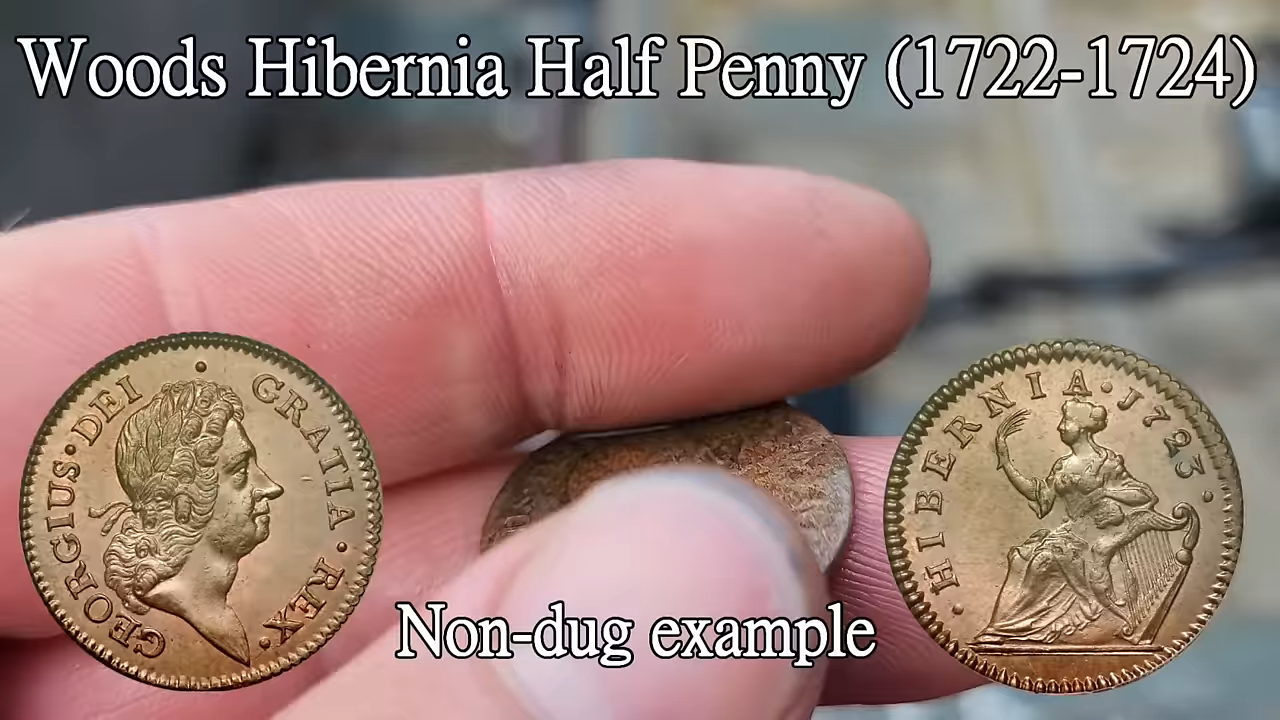 Woods Hibernia Half Penny (1722-1724)
GEORGIUS·DEI·GRATIA·REX·
·HIBERNIA·1723·
Non-dug example